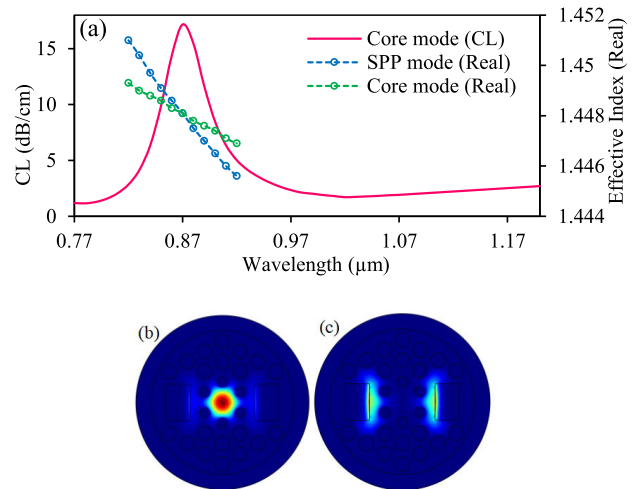 (a)
Core mode (CL)
SPP mode (Real)
Core mode (Real)
CL (dB/cm)
15
10
5
0
1.452
1.45
1.448
1.446
1.444
Effective Index (Real)
0.77 0.87 0.97 1.07 1.17
Wavelength (µm)
(b)
(c)